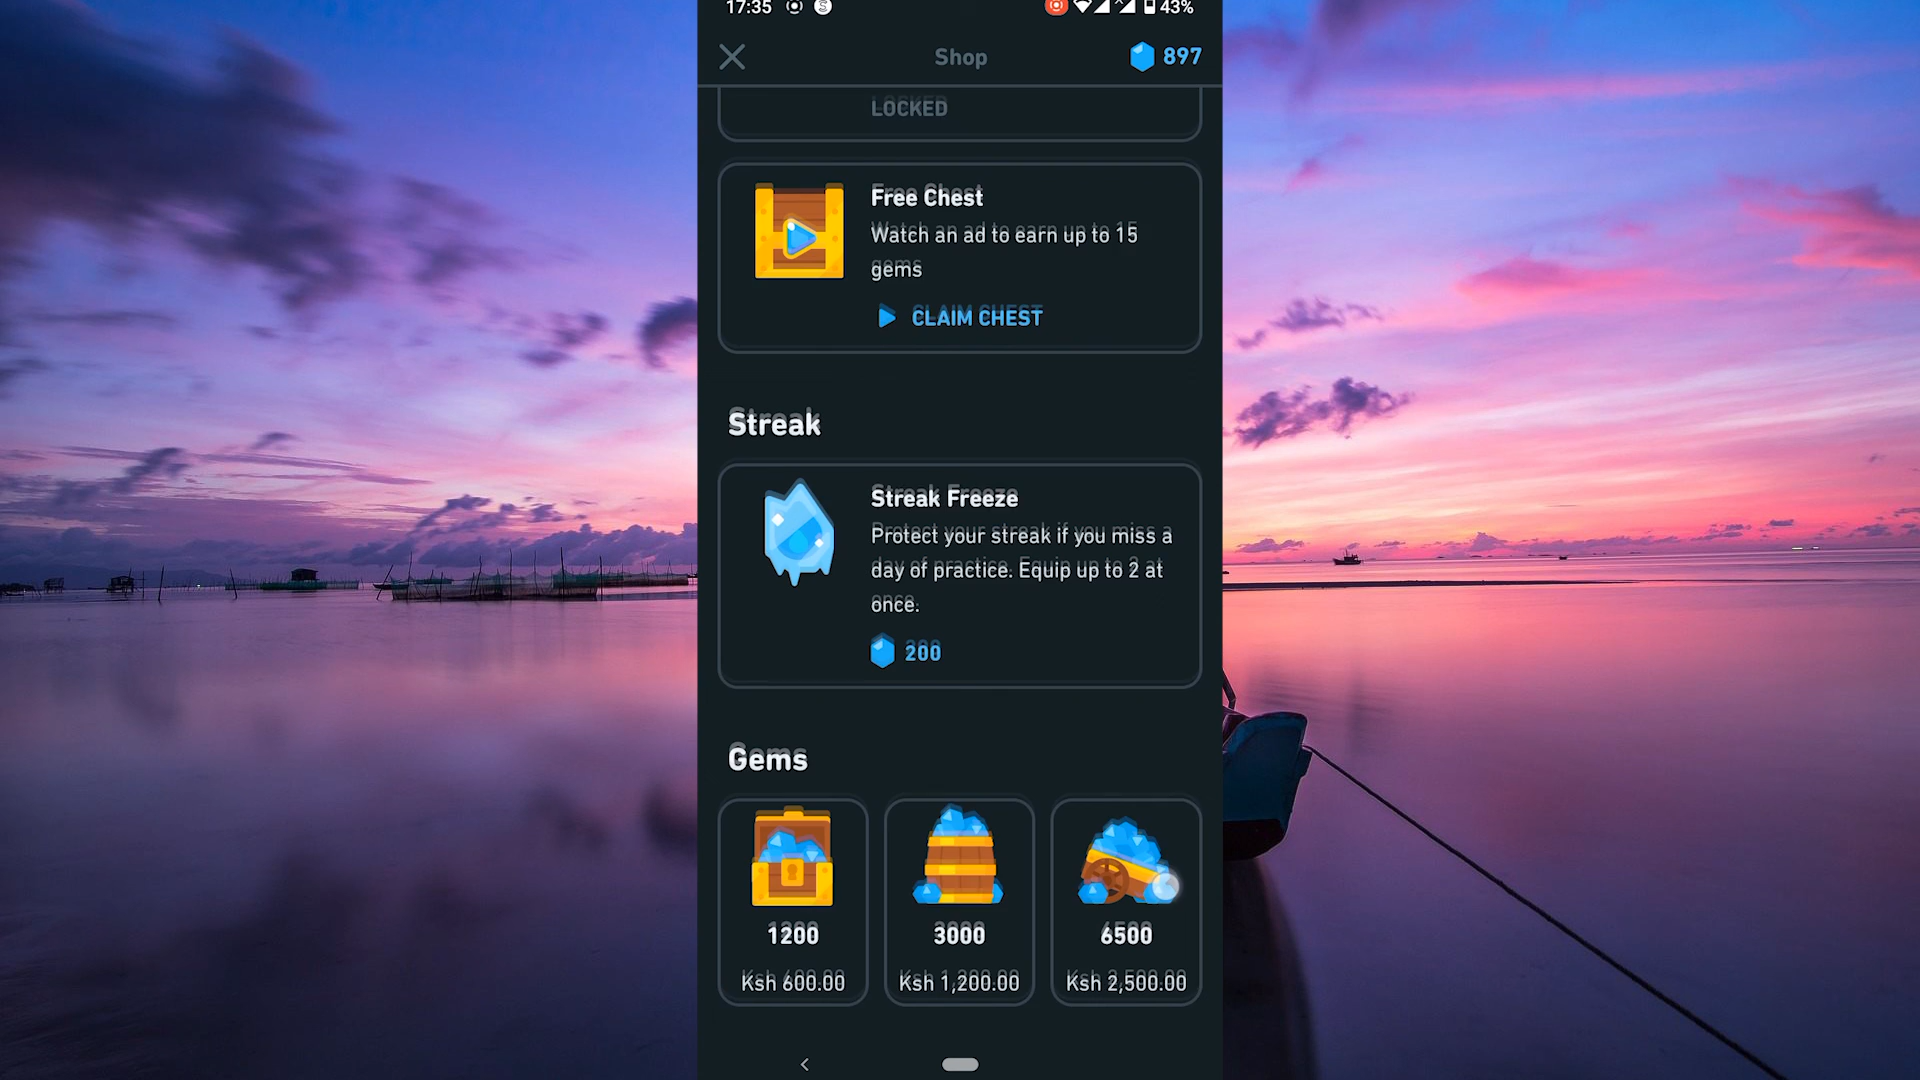 17:35
43%
Shop
897
LOCKED
Free Chest
Watch an ad to earn up to 15
gems
CLAIM CHEST
Streak
Streak Freeze
Protect your streak if you miss a
day of practice. Equip up to 2 at
once.
200
Gems
1200
3000
6500
Ksh 600.00
Ksh 1,200.00
Ksh 2,500.00